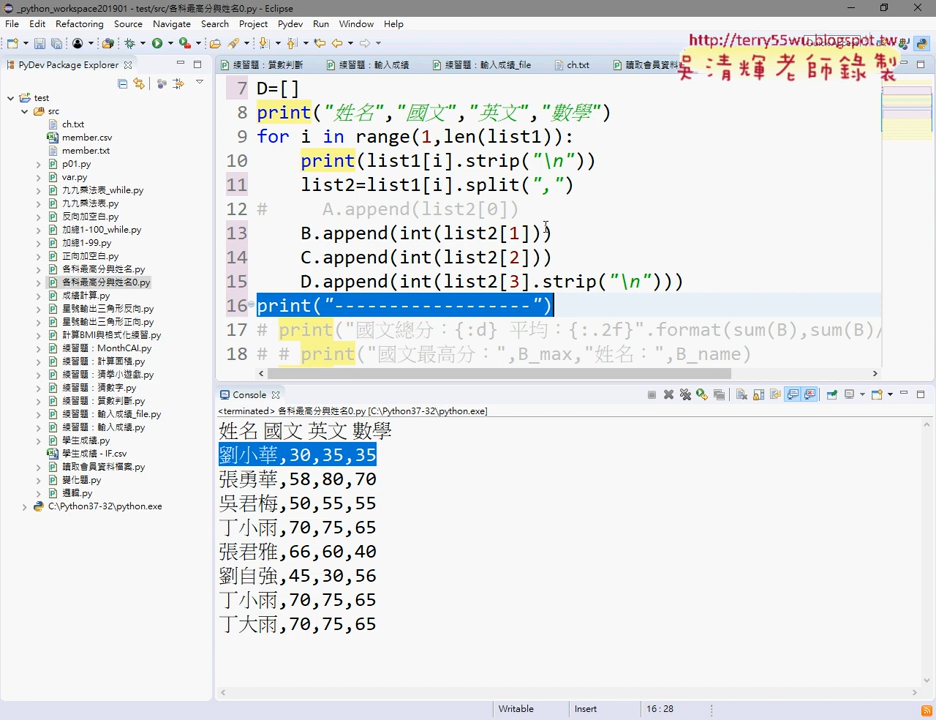 _python_workspace201901 - test/src/各科最高分與姓名0.py - Eclipse
File Edit Refactoring Source Navigate Search Project Pydev Run Window Help
http://terry55wu.blogspot.tw
吳清輝老師錄製
PyDev Package Explorer
練習題：質數判斷
練習題：輸入成績
練習題：輸入成績_file
ch.txt
讀取會員資料
test
src
ch.txt
member.csv
member.txt
p01.py
var.py
九九乘法表_while.py
九九乘法表.py
反向加空白.py
加總1-100_while.py
加總1-99.py
正向加空白.py
各科最高分與姓名.py
各科最高分與姓名0.py
成績計算.py
星號輸出三角形反向.py
星號輸出三角形正向.py
計算BMI與格式化練習.py
練習題：MonthCAl.py
練習題：計算面積.py
練習題：猜拳小遊戲.py
練習題：猜數字.py
練習題：質數判斷.py
練習題：輸入成績_file.py
練習題：輸入成績.py
學生成績.py
學生成績 - IF.csv
讀取會員資料檔案.py
變化題.py
邏輯.py
C:\Python37-32\python.exe
7 D=[]
8 print("姓名","國文","英文","數學")
9 for i in range(1,len(list1)):
10 print(list1[i].strip("\n"))
11 list2=list1[i].split(",")
12 # A.append(list2[0])
13 B.append(int(list2[1]))
14 C.append(int(list2[2]))
15 D.append(int(list2[3].strip("\n")))
16 print("------------------")
17 # print("國文總分：{:d} 平均：{:.2f}".format(sum(B),sum(B)/
18 # # print("國文最高分：",B_max,"姓名：",B_name)
Console
<terminated> 各科最高分與姓名0.py [C:\Python37-32\python.exe]
姓名 國文 英文 數學
劉小華,30,35,35
張勇華,58,80,70
吳君梅,50,55,55
丁小雨,70,75,65
張君雅,66,60,40
劉自強,45,30,56
丁小雨,70,75,65
丁大雨,70,75,65
Writable Insert 16 : 28